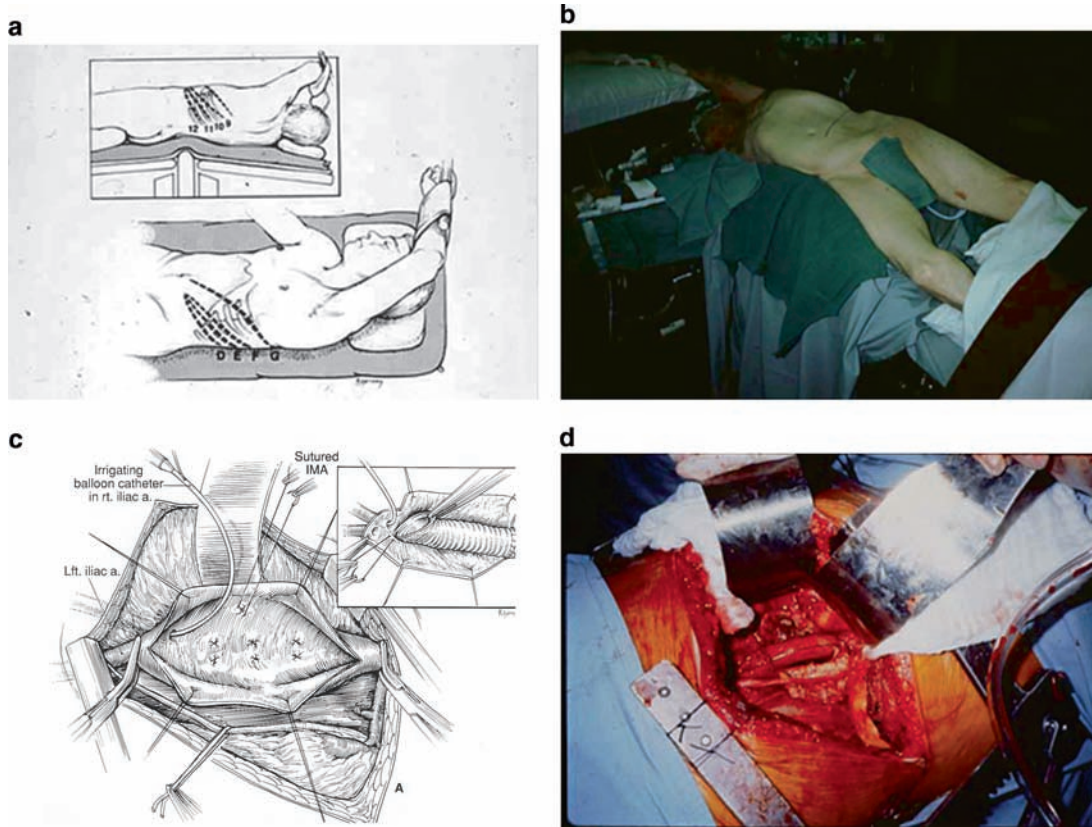 a
12 11 10 9
D E F G
b
c
Irrigating
balloon catheter
in rt. iliac a.
Sutured
IMA
Lft. iliac a.
A
d